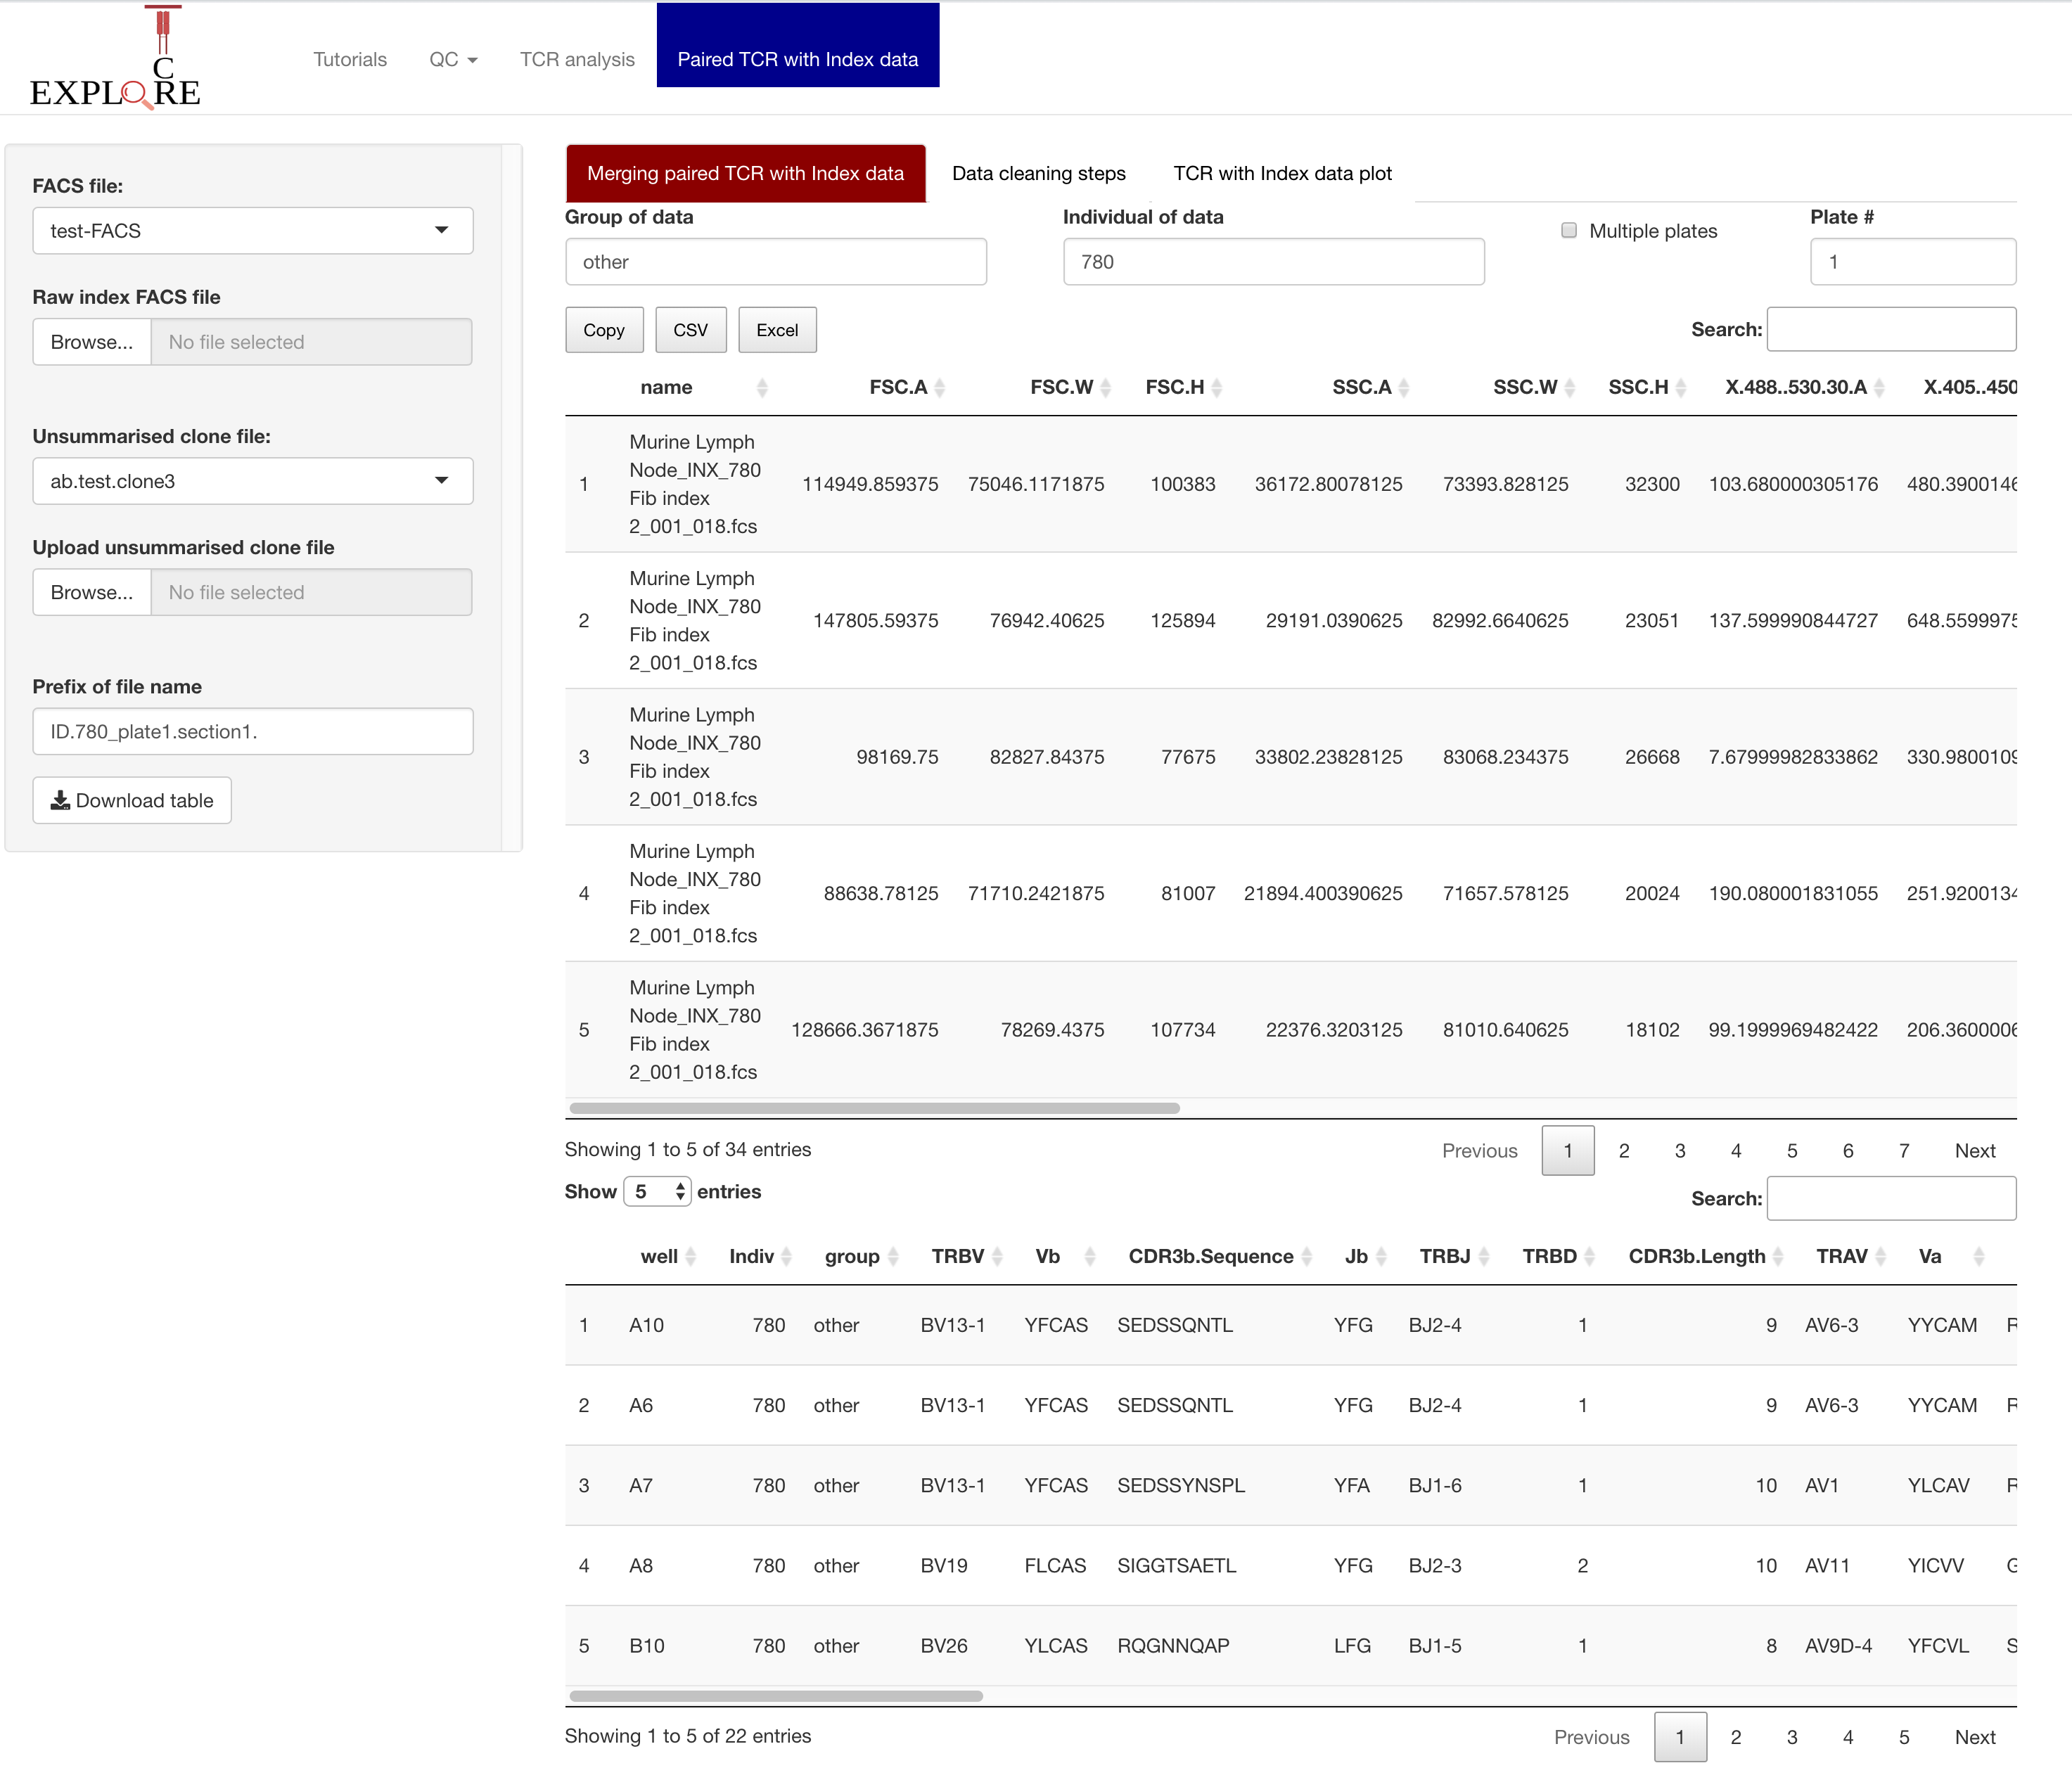 C
EXPLORE
Tutorials QC TCR analysis Paired TCR with Index data
FACS file:
test-FACS
Raw index FACS file
Browse... No file selected
Unsummarised clone file:
ab.test.clone3
Upload unsummarised clone file
Browse... No file selected
Prefix of file name
ID.780_plate1.section1.
Download table
Merging paired TCR with Index data Data cleaning steps TCR with Index data plot
Group of data Individual of data Multiple plates Plate #
other 780 1
Copy CSV Excel Search:
name FSC.A FSC.W FSC.H SSC.A SSC.W SSC.H X.488..530.30.A X.405..450
Murine Lymph
Node_INX_780
1 114949.859375 75046.1171875 100383 36172.80078125 73393.828125 32300 103.680000305176 480.3900146
Fib index
2_001_018.fcs
Murine Lymph
Node_INX_780
2 147805.59375 76942.40625 125894 29191.0390625 82992.6640625 23051 137.599990844727 648.5599975
Fib index
2_001_018.fcs
Murine Lymph
Node_INX_780
3 98169.75 82827.84375 77675 33802.23828125 83068.234375 26668 7.67999982833862 330.9800109
Fib index
2_001_018.fcs
Murine Lymph
Node_INX_780
4 88638.78125 71710.2421875 81007 21894.400390625 71657.578125 20024 190.080001831055 251.9200134
Fib index
2_001_018.fcs
Murine Lymph
Node_INX_780
5 128666.3671875 78269.4375 107734 22376.3203125 81010.640625 18102 99.1999969482422 206.3600006
Fib index
2_001_018.fcs
Showing 1 to 5 of 34 entries Previous 1 2 3 4 5 6 7 Next
Show 5 entries Search:
well Indiv group TRBV Vb CDR3b.Sequence Jb TRBJ TRBD CDR3b.Length TRAV Va
1 A10 780 other BV13-1 YFCAS SEDSSQNTL YFG BJ2-4 1 9 AV6-3 YYCAM
2 A6 780 other BV13-1 YFCAS SEDSSQNTL YFG BJ2-4 1 9 AV6-3 YYCAM
3 A7 780 other BV13-1 YFCAS SEDSSYNSPL YFA BJ1-6 1 10 AV1 YLCAV
4 A8 780 other BV19 FLCAS SIGGTSAETL YFG BJ2-3 2 10 AV11 YICVV
5 B10 780 other BV26 YLCAS RQGNNQAP LFG BJ1-5 1 8 AV9D-4 YFCVL
Showing 1 to 5 of 22 entries Previous 1 2 3 4 5 Next